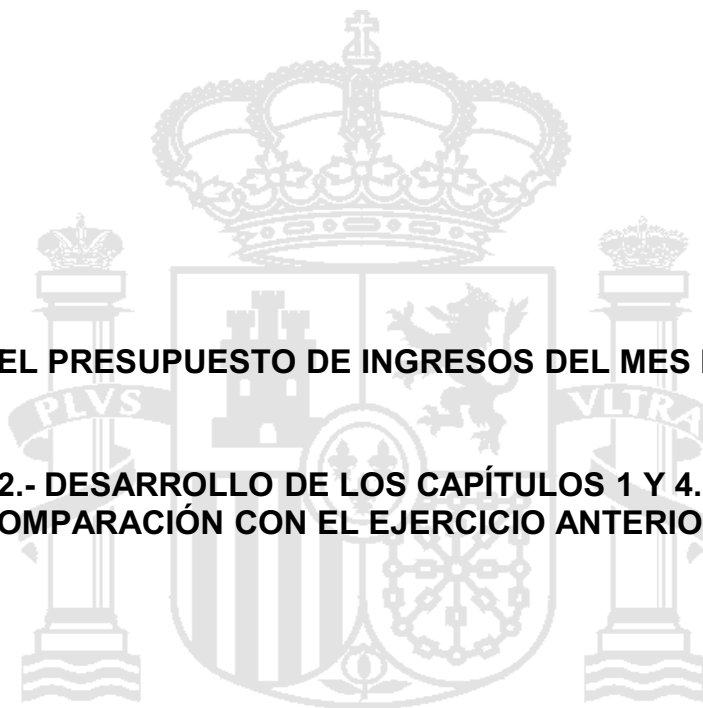 EL PRESUPUESTO DE INGRESOS DEL MES
2.- DESARROLLO DE LOS CAPÍTULOS 1 Y 4.
OMPARACIÓN CON EL EJERCICIO ANTERIO
PLVS
VLTRA